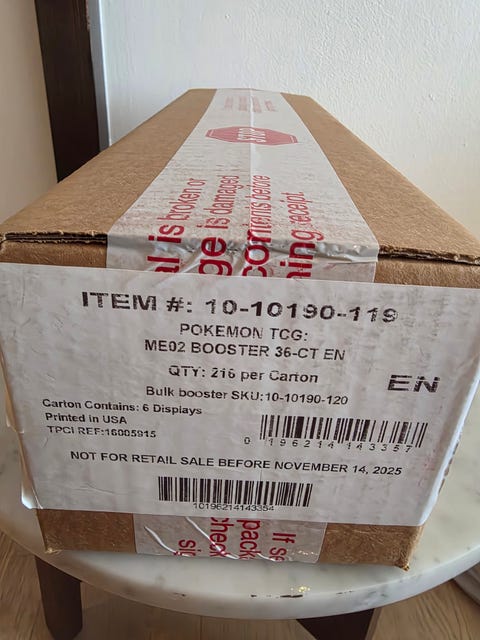 STOP
al is broken or
ge is damaged
contents before
ning receipt.
ITEM #: 10-10190-119
POKEMON TCG:
ME02 BOOSTER 36-CT EN
QTY: 216 per Carton
EN
Bulk booster SKU:10-10190-120
Carton Contains: 6 Displays
Printed in USA
TPCI REF:16005915
0 196214 143357
NOT FOR RETAIL SALE BEFORE NOVEMBER 14, 2025
10196214143354
If se
packa
check
sig